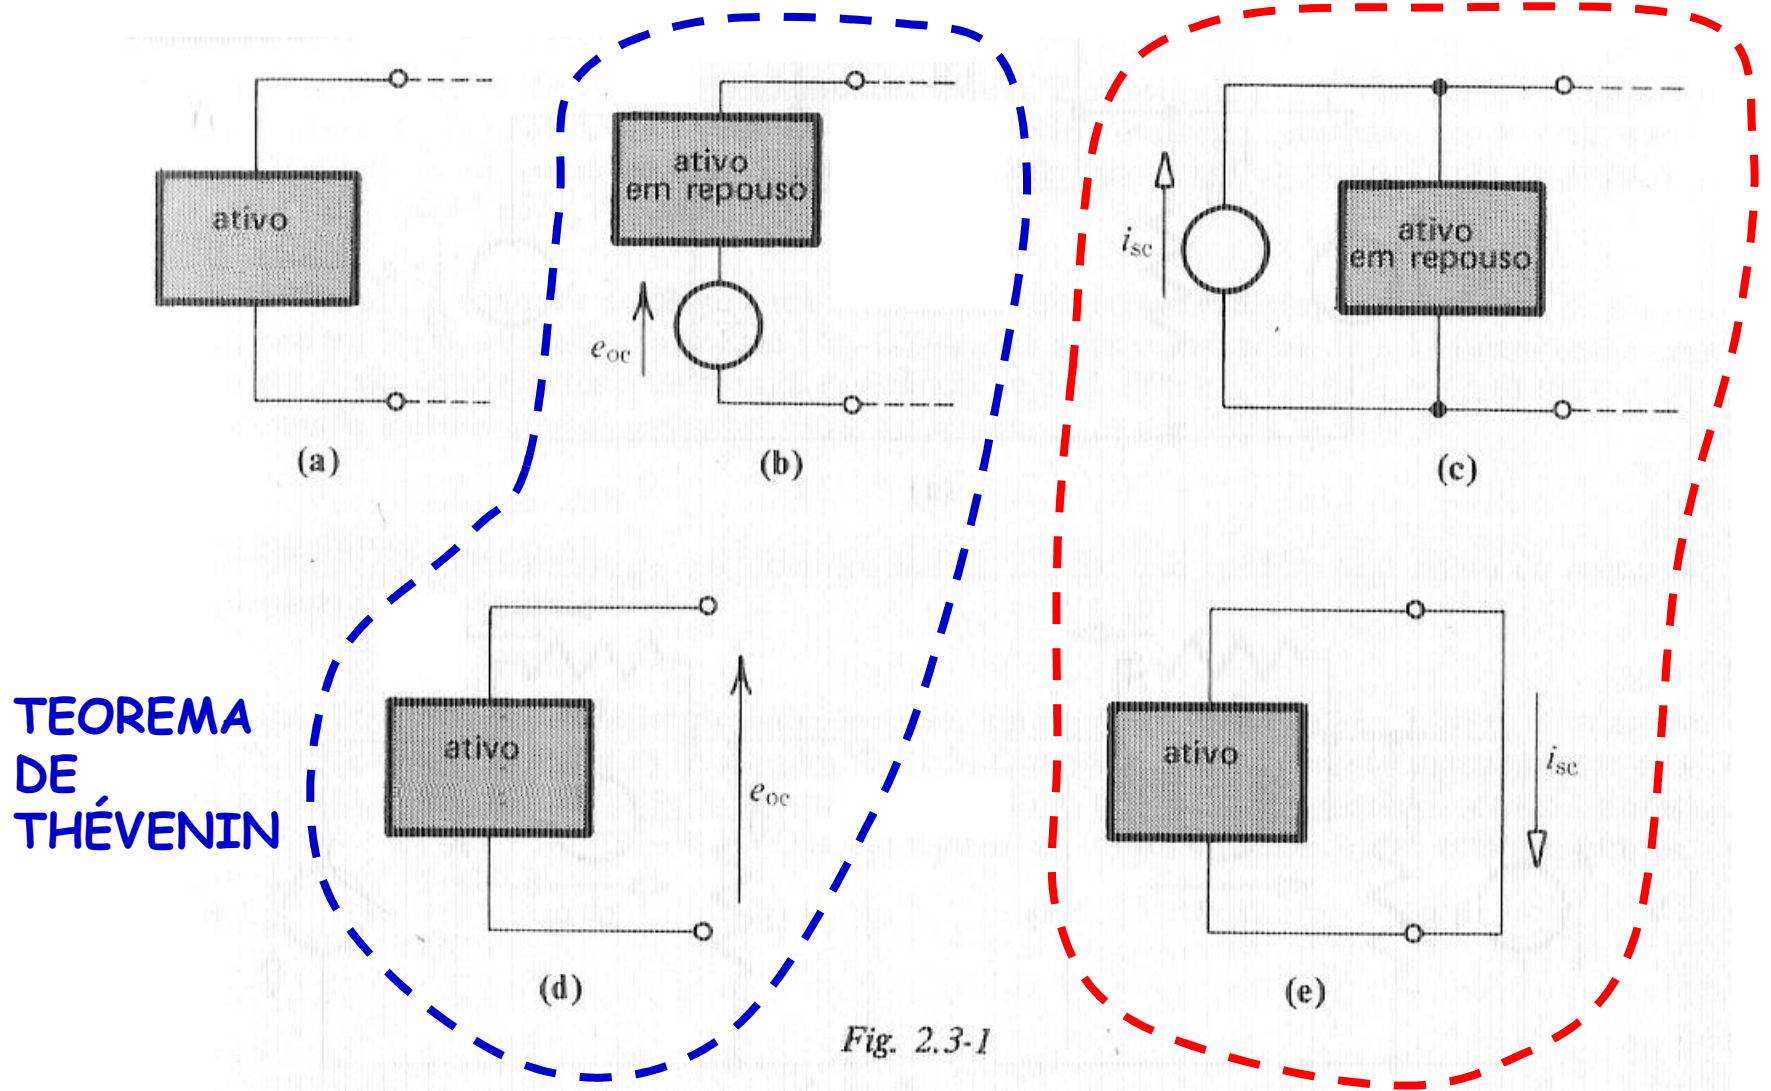 ativo
(a)
ativo
em repouso
e_oc
(b)
i_sc
ativo
em repouso
(c)
TEOREMA
DE
THÉVENIN
ativo
e_oc
(d)
ativo
i_sc
(e)
Fig. 2.3-1